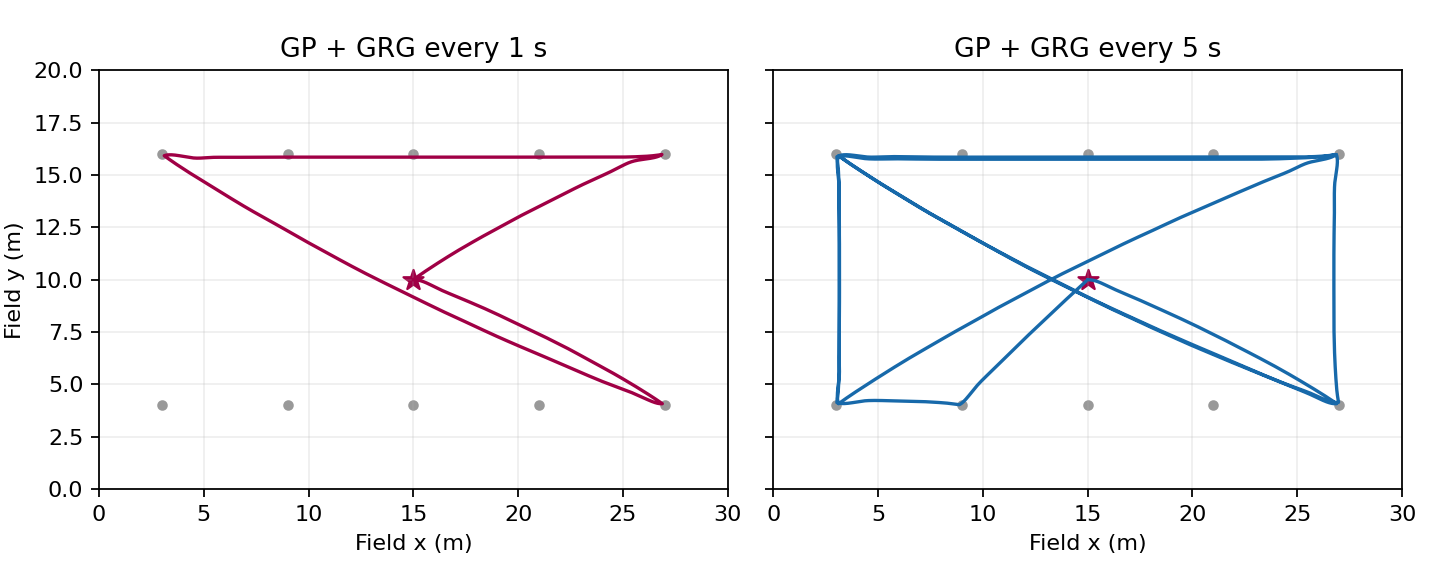 GP + GRG every 1 s
GP + GRG every 5 s
20.0
17.5
15.0
12.5
10.0
7.5
5.0
2.5
0.0
Field y (m)
0 5 10 15 20 25 30
0 5 10 15 20 25 30
Field x (m)
Field x (m)